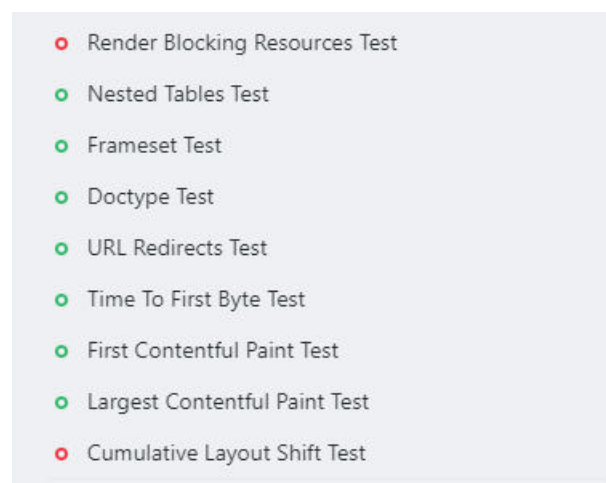 Render Blocking Resources Test
Nested Tables Test
Frameset Test
Doctype Test
URL Redirects Test
Time To First Byte Test
First Contentful Paint Test
Largest Contentful Paint Test
Cumulative Layout Shift Test